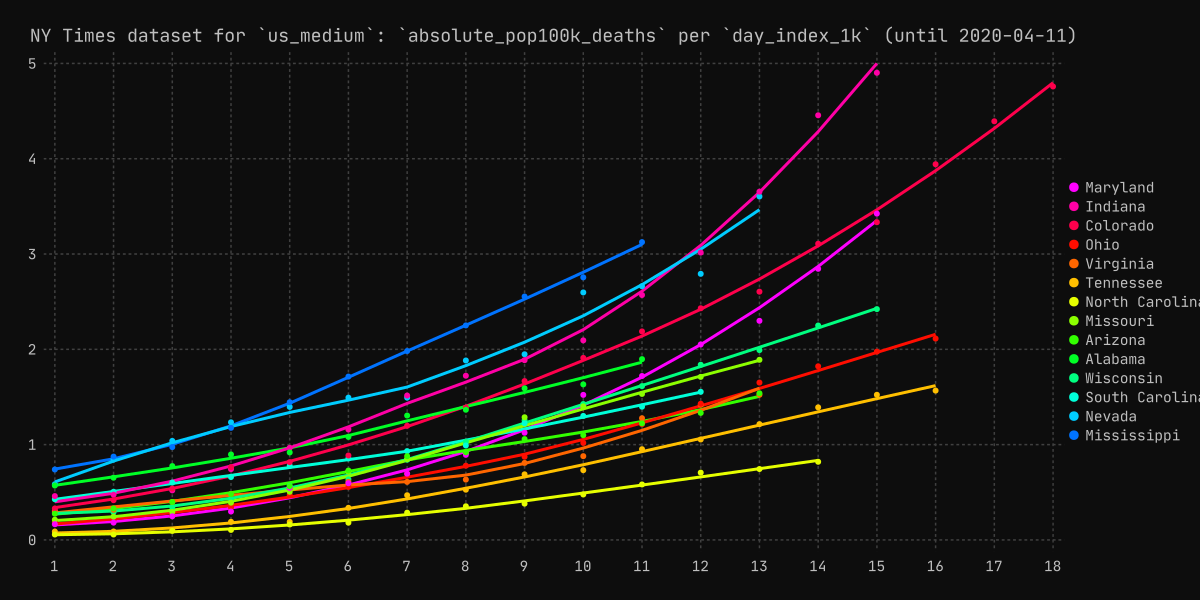 NY Times dataset for `us_medium`: `absolute_pop100k_deaths` per `day_index_1k` (until 2020-04-11)
5
4
3
2
1
0
1 2 3 4 5 6 7 8 9 10 11 12 13 14 15 16 17 18
Maryland
Indiana
Colorado
Ohio
Virginia
Tennessee
North Carolina
Missouri
Arizona
Alabama
Wisconsin
South Carolina
Nevada
Mississippi